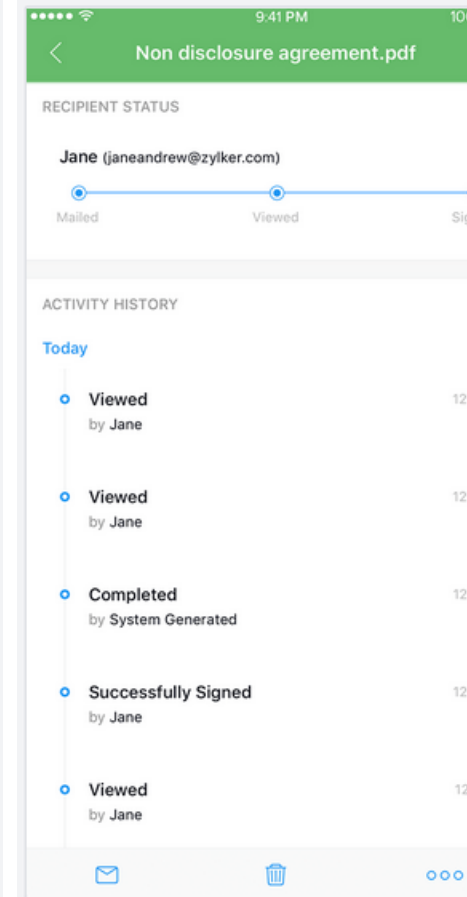 9:41 PM
Non disclosure agreement.pdf
RECIPIENT STATUS
Jane (janeandrew@zylker.com)
Mailed Viewed
ACTIVITY HISTORY
Today
Viewed
by Jane
Viewed
by Jane
Completed
by System Generated
Successfully Signed
by Jane
Viewed
by Jane